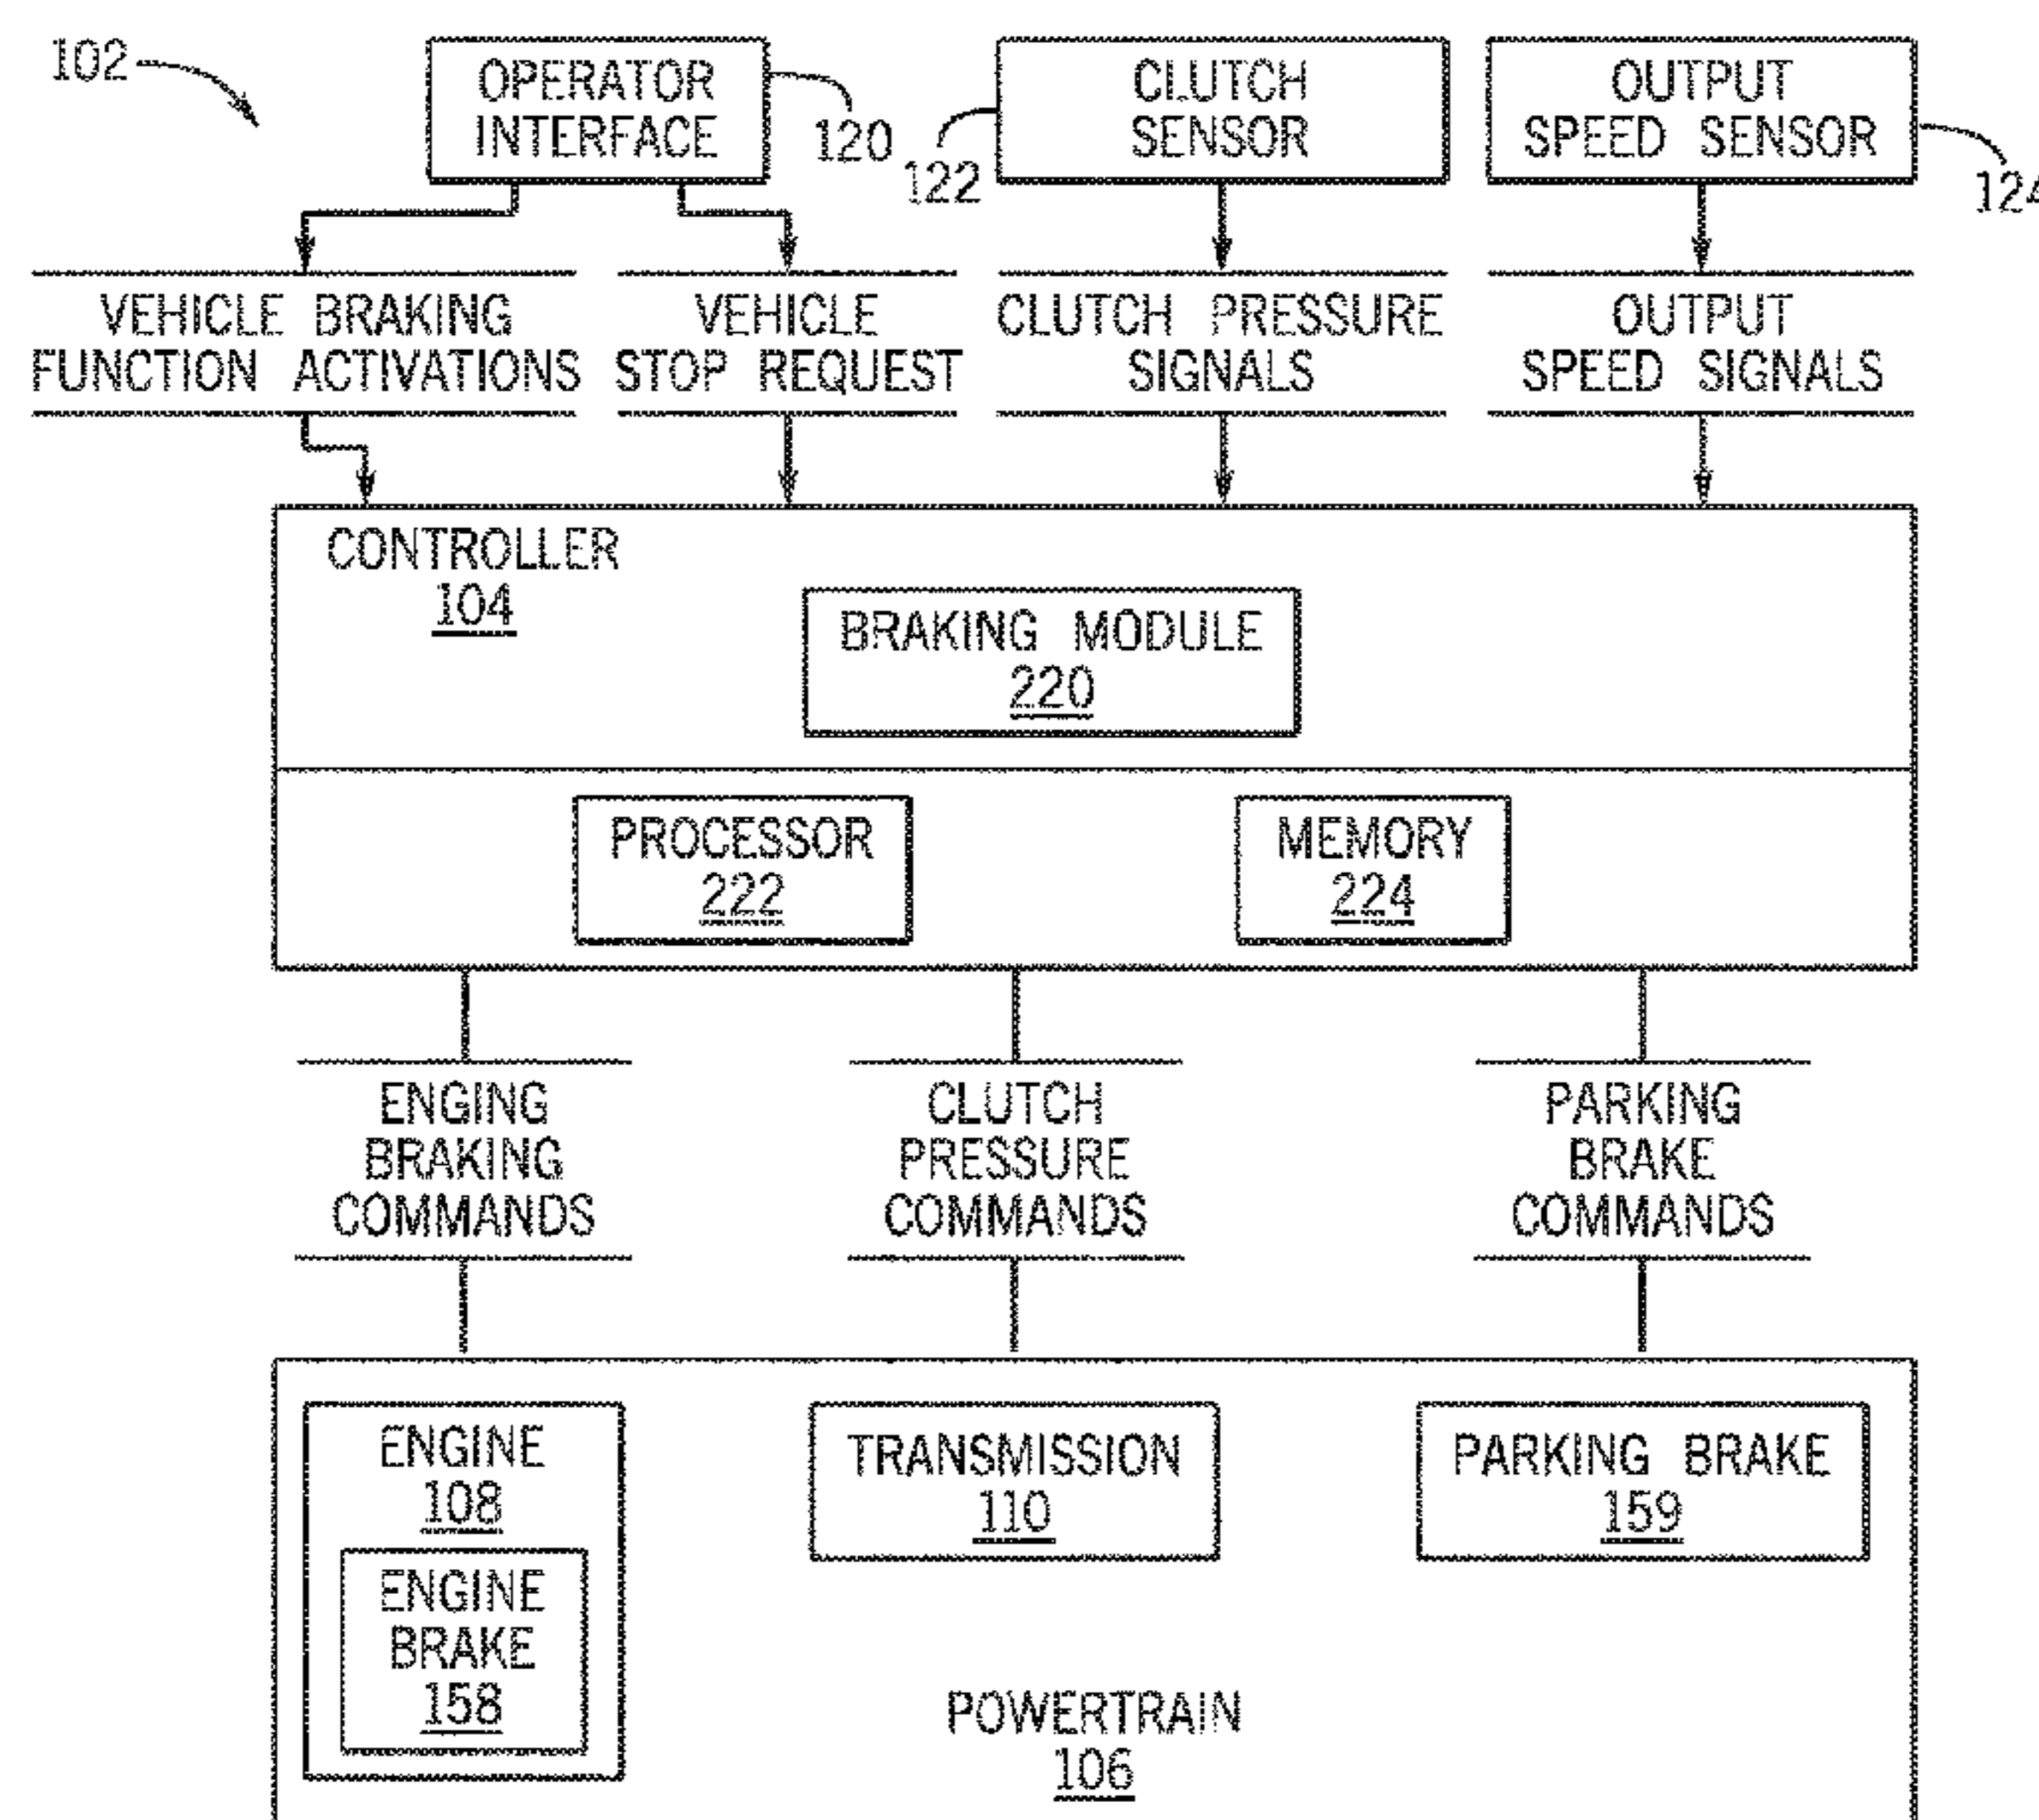 102
OPERATOR
INTERFACE
120
CLUTCH
SENSOR
122
OUTPUT
SPEED SENSOR
124
VEHICLE BRAKING
FUNCTION ACTIVATIONS
VEHICLE
STOP REQUEST
CLUTCH PRESSURE
SIGNALS
OUTPUT
SPEED SIGNALS
CONTROLLER
104
BRAKING MODULE
220
PROCESSOR
222
MEMORY
224
ENGING
BRAKING
COMMANDS
CLUTCH
PRESSURE
COMMANDS
PARKING
BRAKE
COMMANDS
ENGINE
108
ENGINE
BRAKE
158
TRANSMISSION
110
PARKING BRAKE
159
POWERTRAIN
106